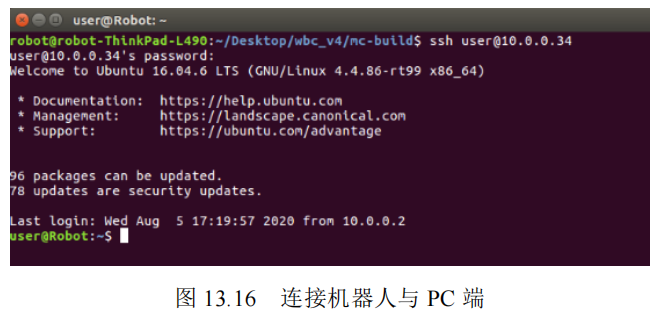 user@Robot: ~
robot@robot-ThinkPad-L490:~/Desktop/wbc_v4/mc-build$ ssh user@10.0.0.34
user@10.0.0.34's password:
Welcome to Ubuntu 16.04.6 LTS (GNU/Linux 4.4.86-rt99 x86_64)
* Documentation:  https://help.ubuntu.com
* Management:     https://landscape.canonical.com
* Support:        https://ubuntu.com/advantage
96 packages can be updated.
78 updates are security updates.
Last login: Wed Aug  5 17:19:57 2020 from 10.0.0.2
user@Robot:~$
图 13.16 连接机器人与 PC 端